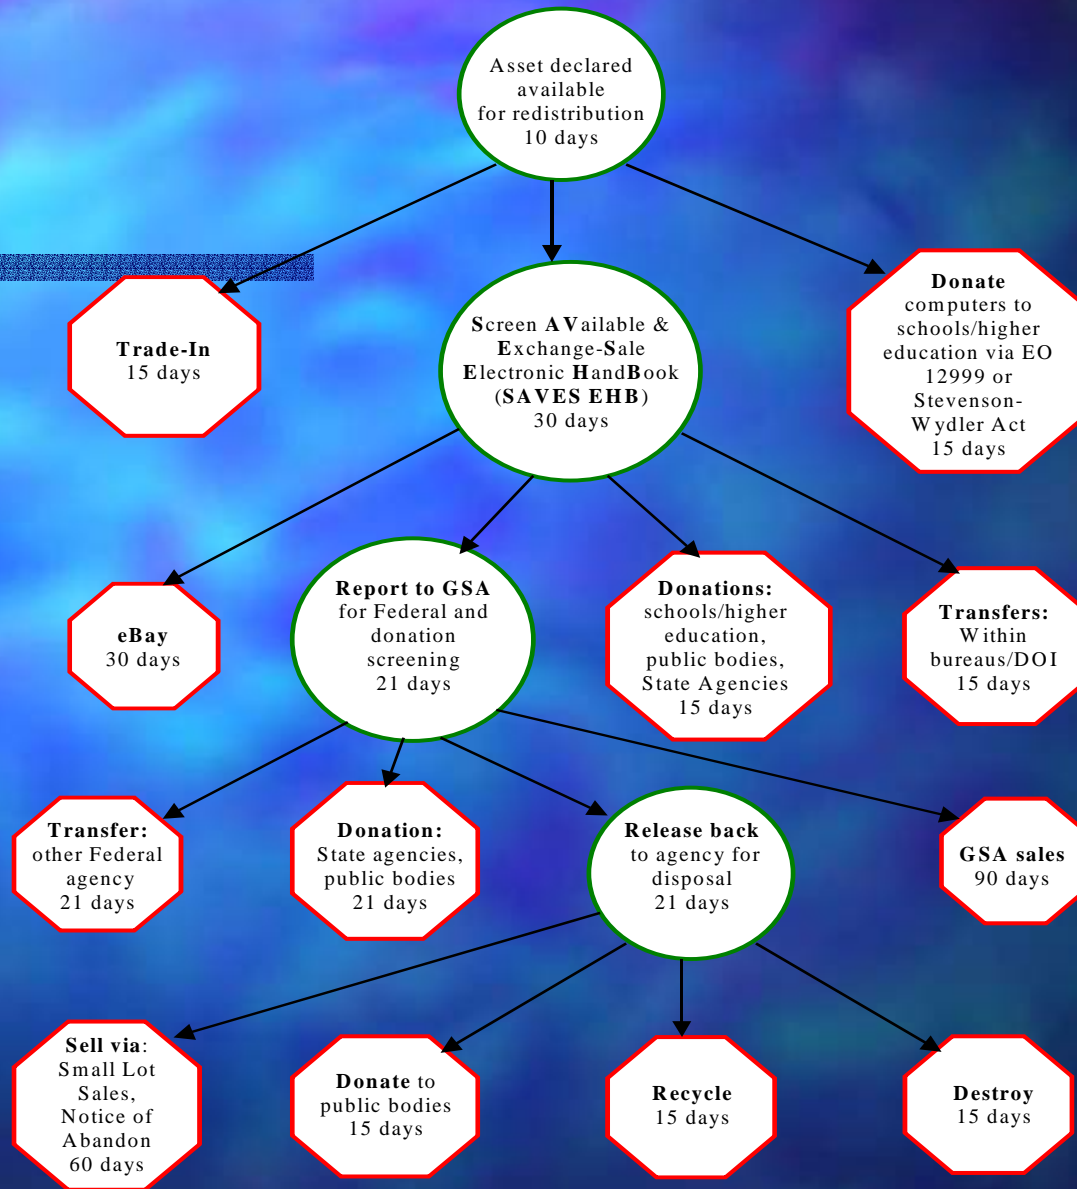 Asset declared
available
for redistribution
10 days
Trade-In
15 days
Screen AVailable &
Exchange-Sale
Electronic HandBook
(SAVES EHB)
30 days
Donate
computers to
schools/higher
education via EO
12999 or
Stevenson-
Wydler Act
15 days
eBay
30 days
Report to GSA
for Federal and
donation
screening
21 days
Donations:
schools/higher
education,
public bodies,
State Agencies
15 days
Transfers:
Within
bureaus/DOI
15 days
Transfer:
other Federal
agency
21 days
Donation:
State agencies,
public bodies
21 days
Release back
to agency for
disposal
21 days
GSA sales
90 days
Sell via:
Small Lot
Sales,
Notice of
Abandon
60 days
Donate to
public bodies
15 days
Recycle
15 days
Destroy
15 days